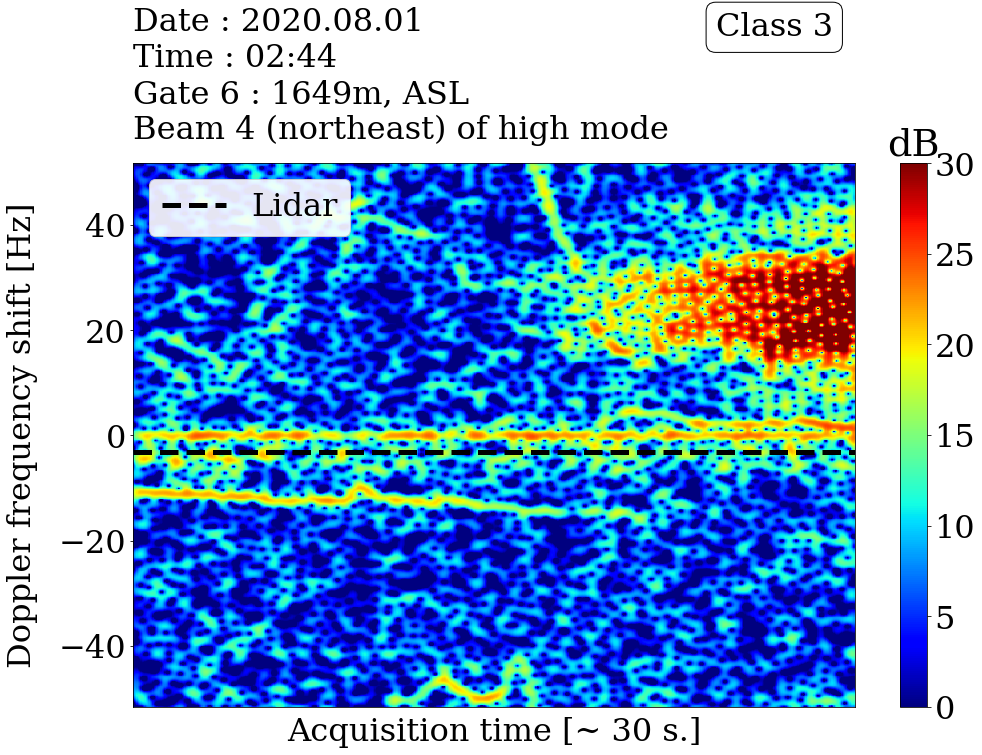 Date : 2020.08.01
Time : 02:44
Gate 6 : 1649m, ASL
Beam 4 (northeast) of high mode
Class 3
dB
Lidar
Doppler frequency shift [Hz]
40
20
0
−20
−40
Acquisition time [~ 30 s.]
30
25
20
15
10
5
0